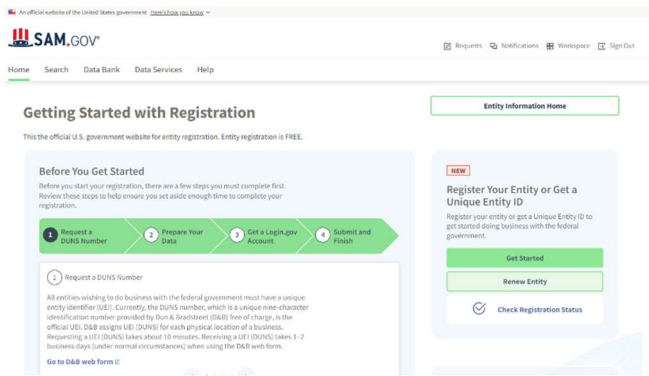 An official website of the United States government Here's how you know
SAM.GOV®
Requests Notifications Workspace Sign Out
Home Search Data Bank Data Services Help
Getting Started with Registration
Entity Information Home
This the official U.S. government website for entity registration. Entity registration is FREE.
Before You Get Started
Before you start your registration, there are a few steps you must complete first.
Review these steps to help ensure you set aside enough time to complete your
registration.
1 Request a
DUNS Number
2 Prepare Your
Data
3 Get a Login.gov
Account
4 Submit and
Finish
1 Request a DUNS Number
All entities wishing to do business with the federal government must have a unique
entity identifier (UEI). Currently, the DUNS number, which is a unique nine-character
identification number provided by Dun & Bradstreet (D&B) free of charge, is the
official UEI. D&B assigns UEI (DUNS) for each physical location of a business.
Requesting a UEI (DUNS) takes about 10 minutes. Receiving a UEI (DUNS) takes 1-2
business days (under normal circumstances) when using the D&B web form.
Go to D&B web form
NEW
Register Your Entity or Get a
Unique Entity ID
Register your entity or get a Unique Entity ID to
get started doing business with the federal
government.
Get Started
Renew Entity
Check Registration Status